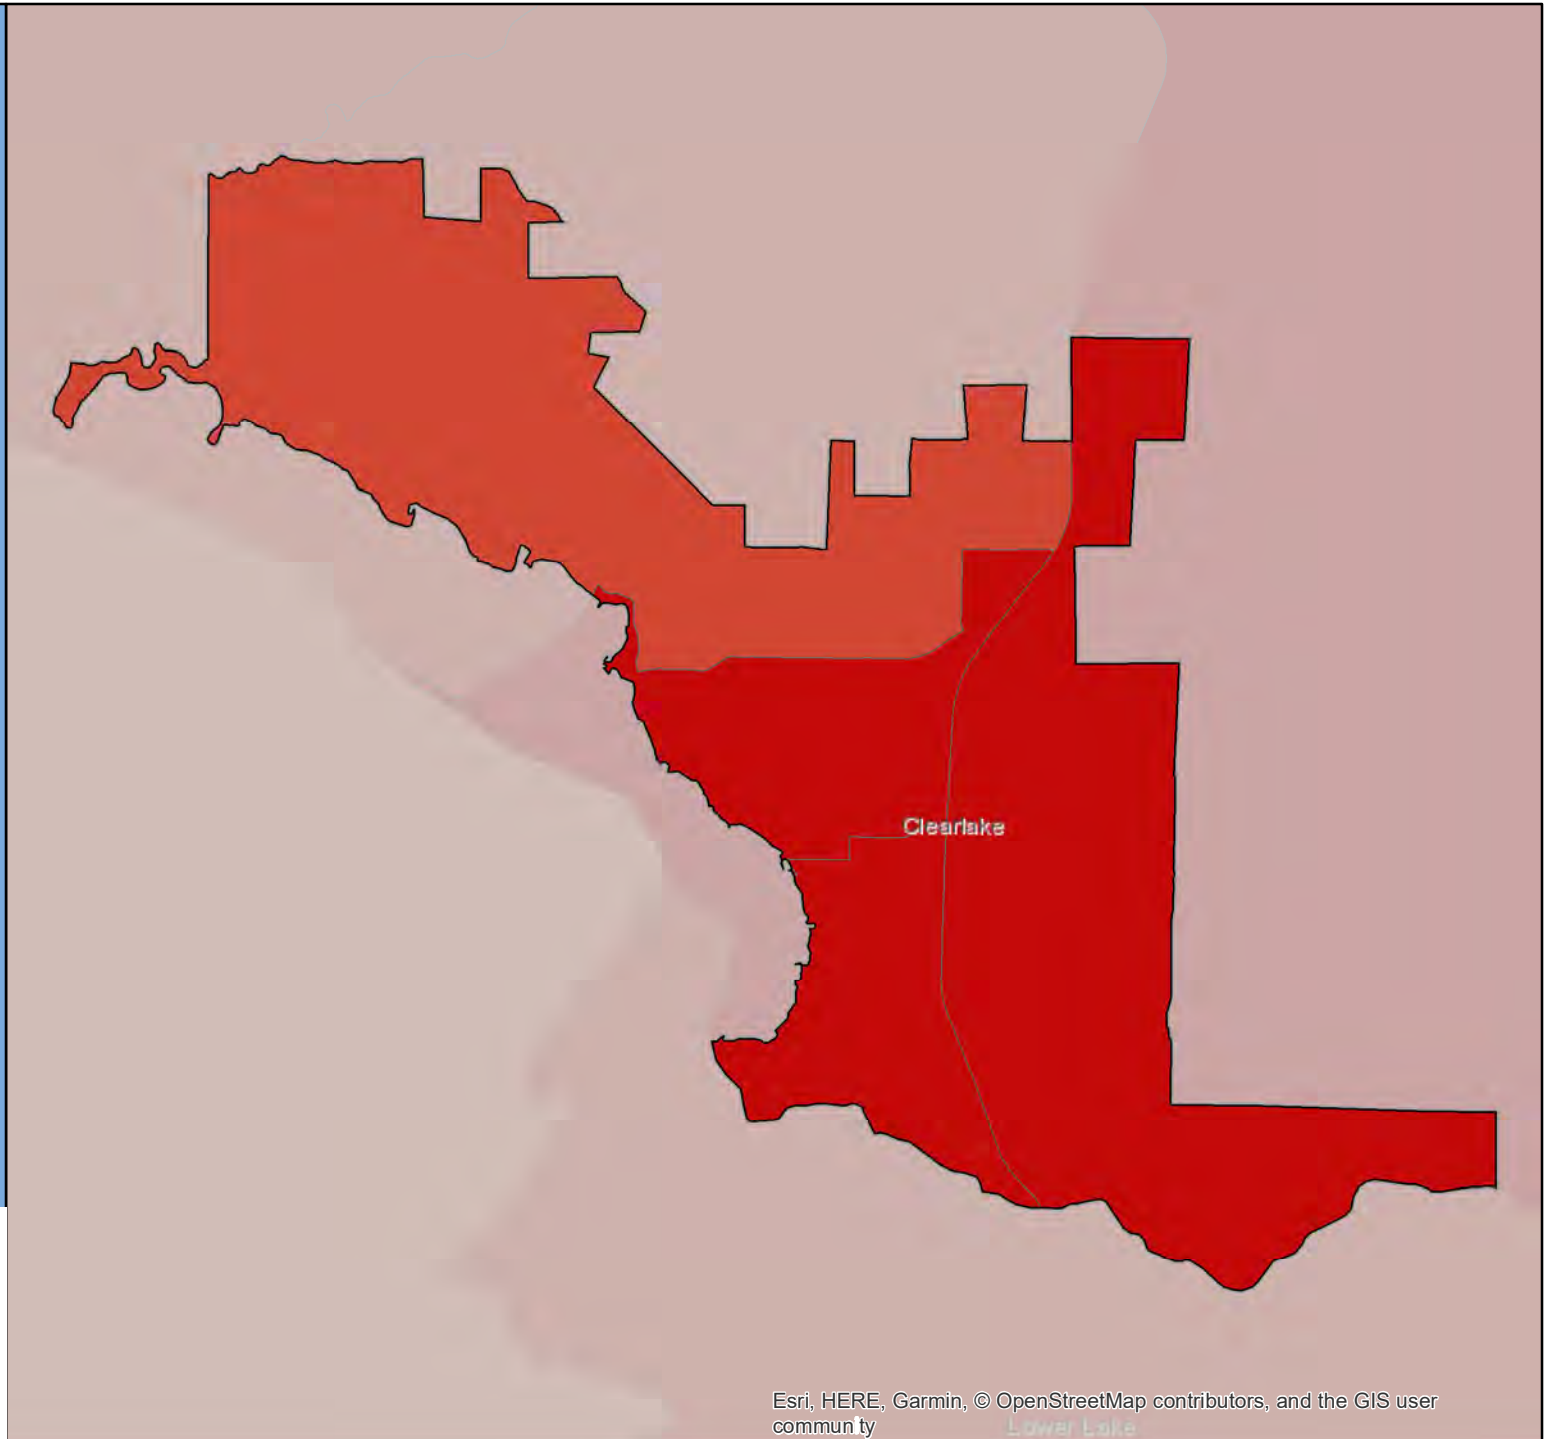 Clearlake
Esri, HERE, Garmin, © OpenStreetMap contributors, and the GIS user
community
Lower Lake